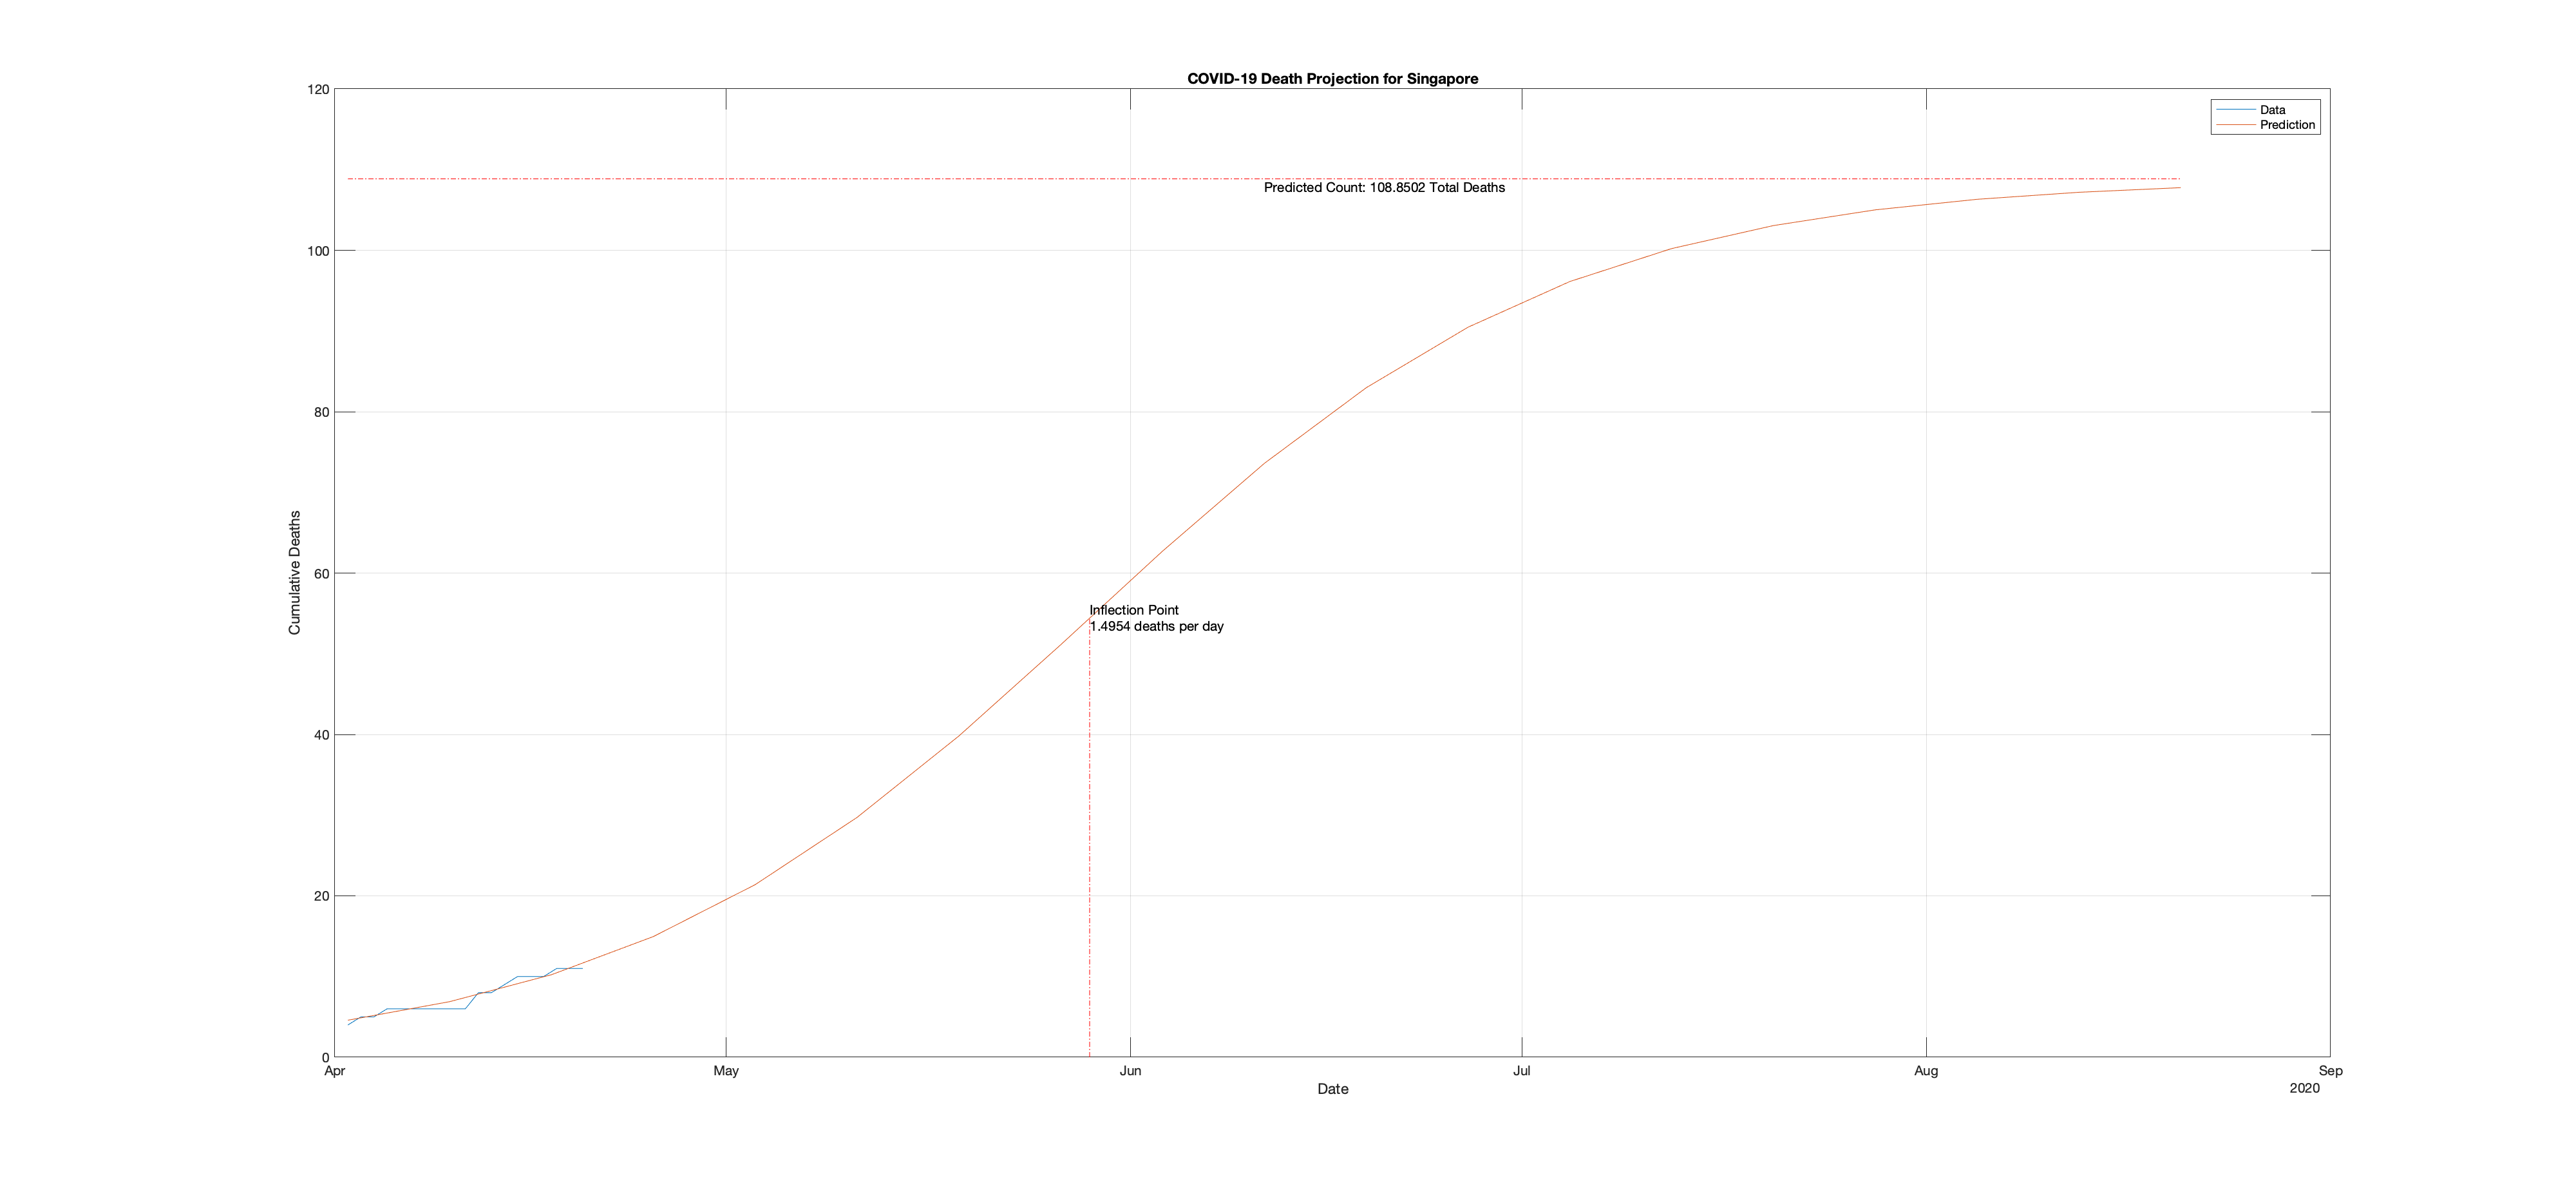 COVID-19 Death Projection for Singapore
120
100
80
60
40
20
0
Cumulative Deaths
Data
Prediction
Predicted Count: 108.8502 Total Deaths
Inflection Point
1.4954 deaths per day
Apr
May
Jun
Jul
Aug
Sep
2020
Date